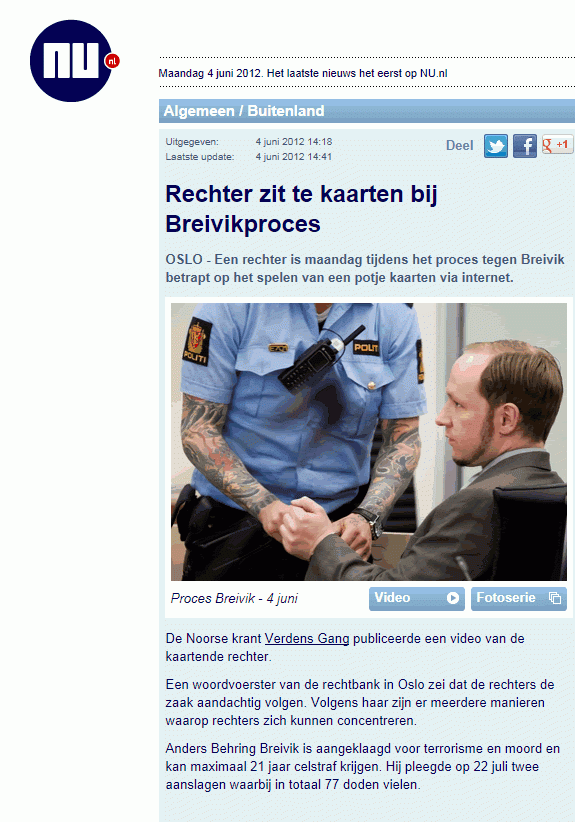 NU
nl
Maandag 4 juni 2012. Het laatste nieuws het eerst op NU.nl
Algemeen / Buitenland
Uitgegeven: 4 juni 2012 14:18
Laatste update: 4 juni 2012 14:41
Deel
f
g +1
Rechter zit te kaarten bij
Breivikproces
OSLO - Een rechter is maandag tijdens het proces tegen Breivik
betrapt op het spelen van een potje kaarten via internet.
POLITI
POLITI
Proces Breivik - 4 juni
Video
Fotoserie
De Noorse krant Verdens Gang publiceerde een video van de
kaartende rechter.
Een woordvoerster van de rechtbank in Oslo zei dat de rechters de
zaak aandachtig volgen. Volgens haar zijn er meerdere manieren
waarop rechters zich kunnen concentreren.
Anders Behring Breivik is aangeklaagd voor terrorisme en moord en
kan maximaal 21 jaar celstraf krijgen. Hij pleegde op 22 juli twee
aanslagen waarbij in totaal 77 doden vielen.